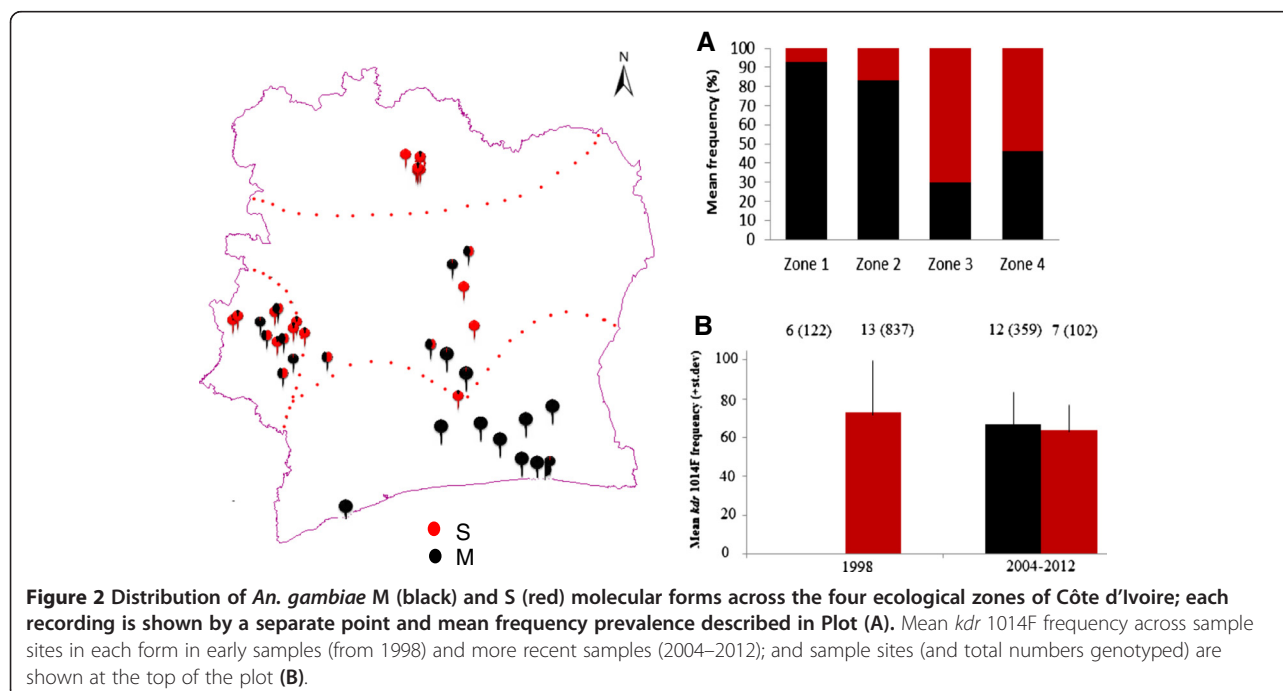 N
S
M
A
100
90
80
70
60
50
40
30
20
10
0
Mean frequency (%)
Zone 1 Zone 2 Zone 3 Zone 4
B
6 (122) 13 (837) 12 (359) 7 (102)
100
80
60
40
20
0
Mean kdr 1014F frequency (+st.dev)
1998 2004-2012
Figure 2 Distribution of An. gambiae M (black) and S (red) molecular forms across the four ecological zones of Côte d'Ivoire; each
recording is shown by a separate point and mean frequency prevalence described in Plot (A). Mean kdr 1014F frequency across sample
sites in each form in early samples (from 1998) and more recent samples (2004–2012); and sample sites (and total numbers genotyped) are
shown at the top of the plot (B).